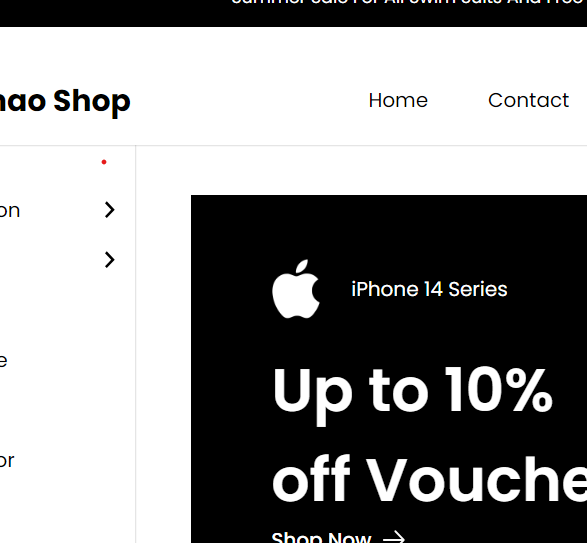 Summer Sale For All Swim Suits And Free
ao Shop
Home
Contact
on
iPhone 14 Series
e
Up to 10%
or
off Vouche
Shop Now